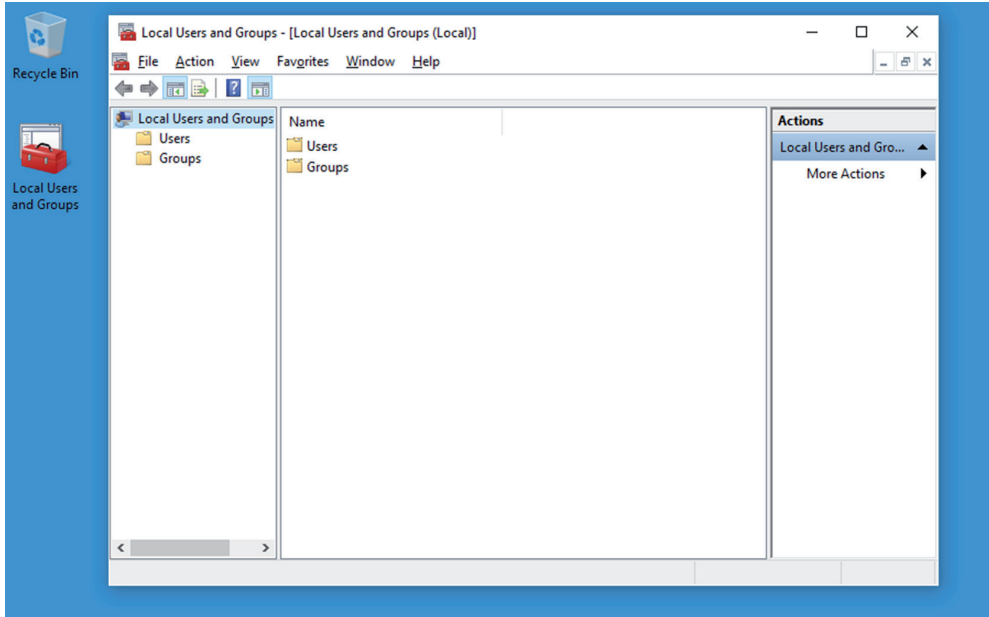 Recycle Bin
Local Users
and Groups
Local Users and Groups - [Local Users and Groups (Local)]
File Action View Favorites Window Help
Local Users and Groups
Users
Groups
Name
Users
Groups
Actions
Local Users and Gro...
More Actions